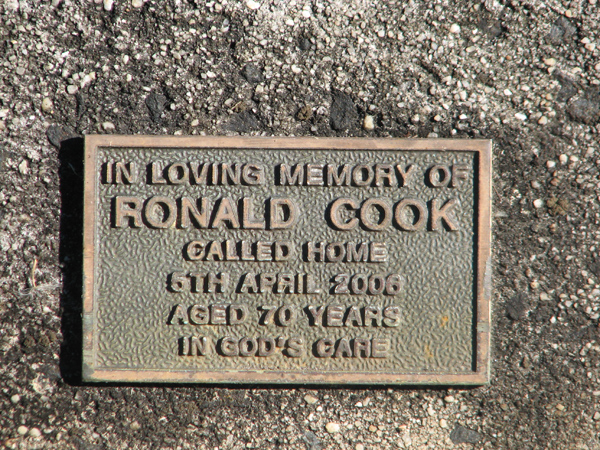 IN LOVING MEMORY OF
RONALD COOK
CALLED HOME
5TH APRIL 2006
AGED 70 YEARS
IN GOD'S CARE